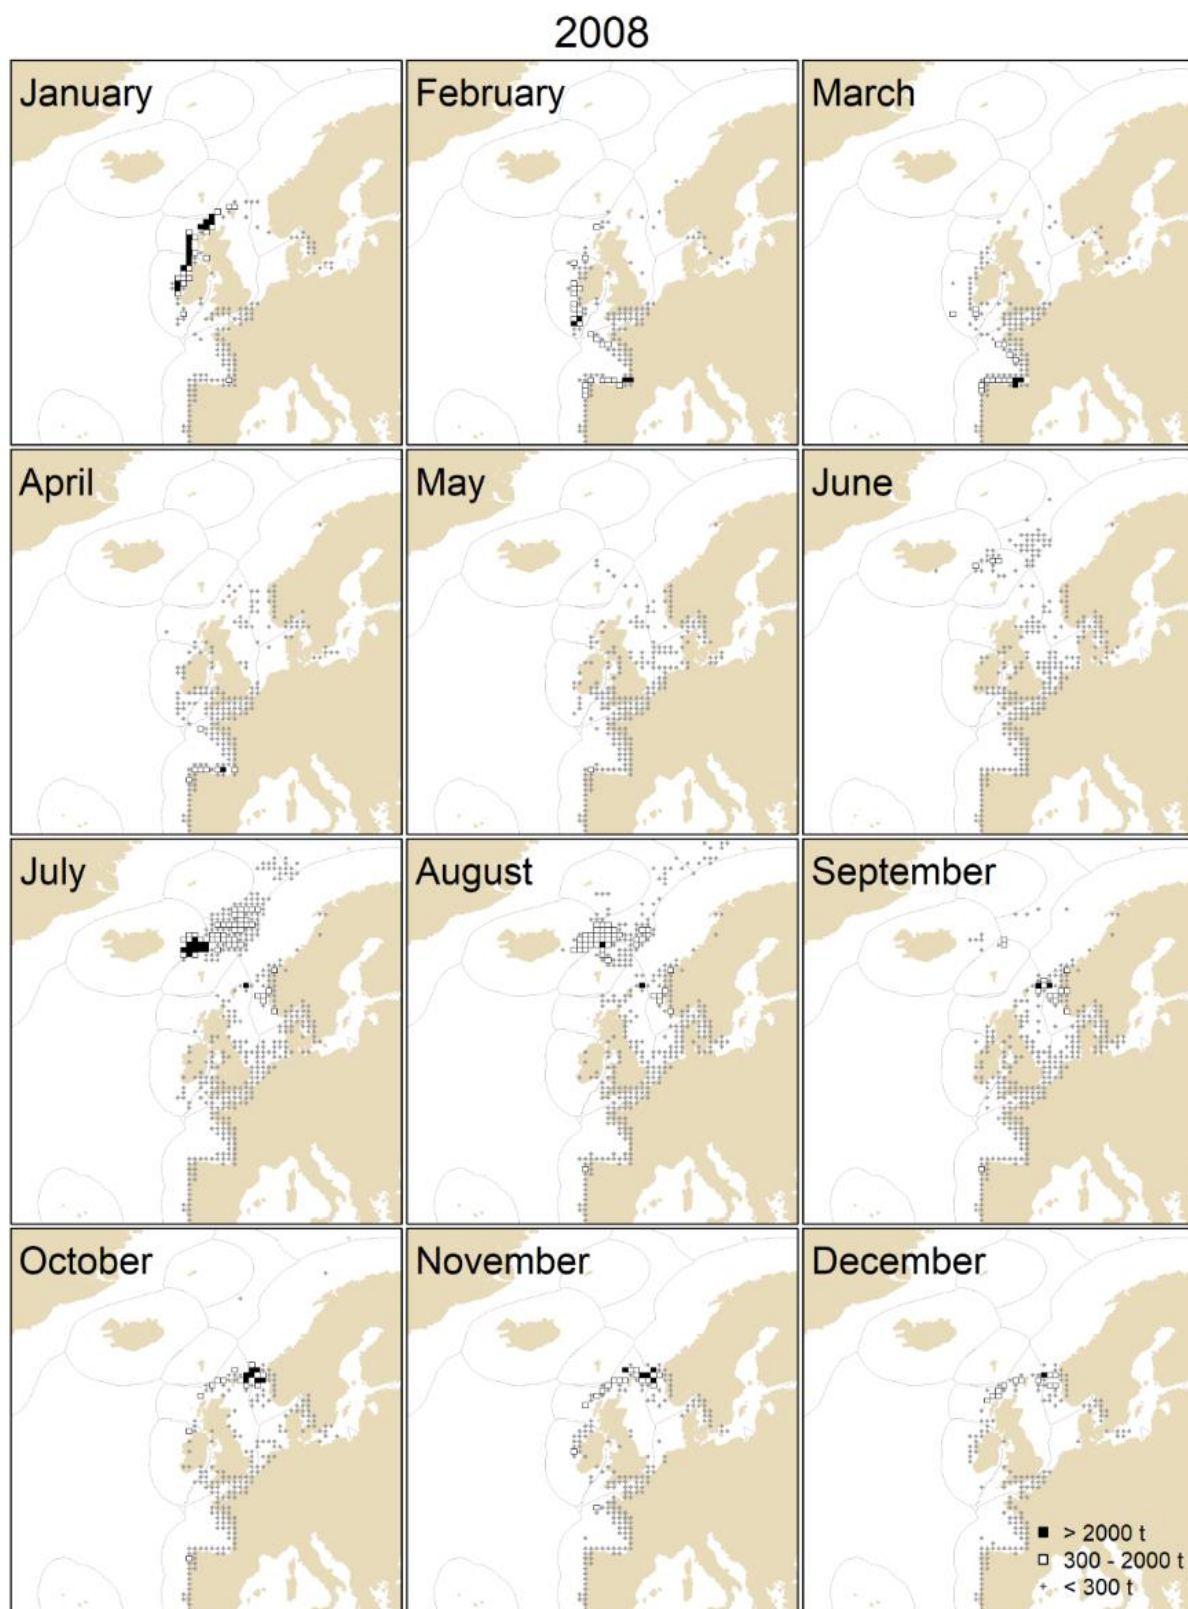 2008
January
February
March
April
May
June
July
August
September
October
November
December
> 2000 t
300 - 2000 t
< 300 t